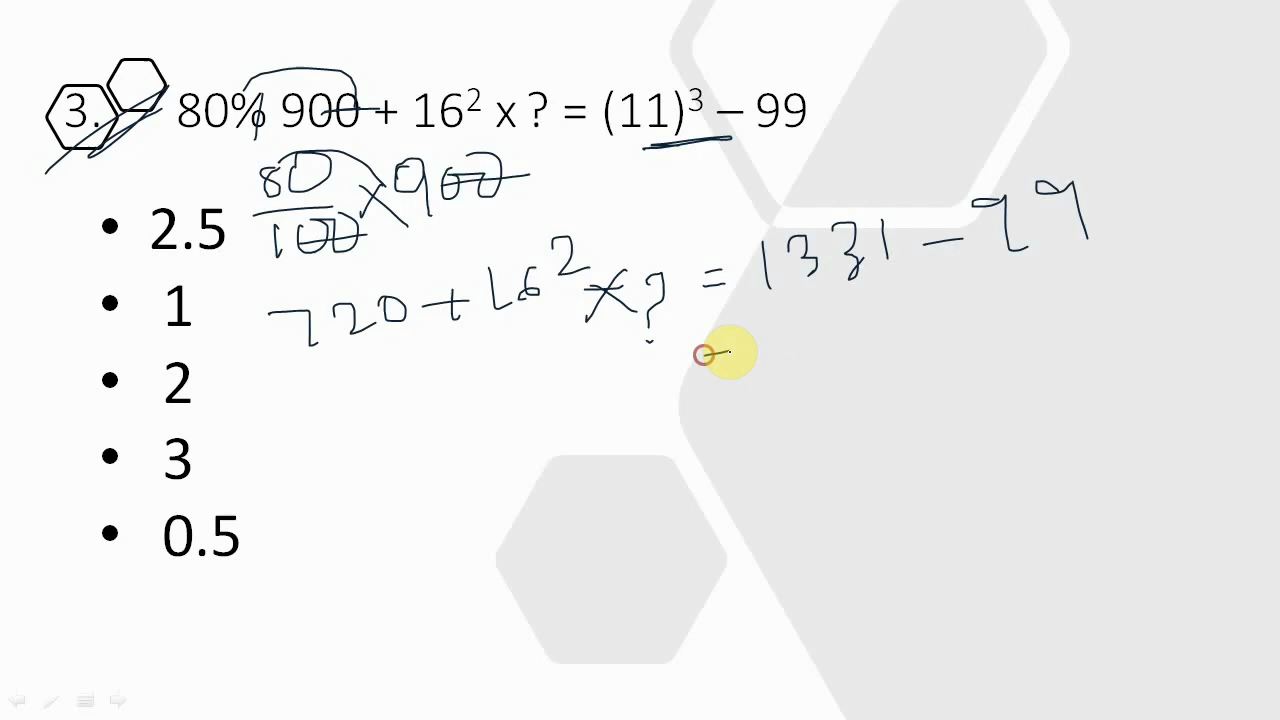 3. 80% 900 + 16² x ? = (11)³ – 99
80/100 × 900
720 + 16² × ? = 1331 – 99
• 2.5
• 1
• 2
• 3
• 0.5